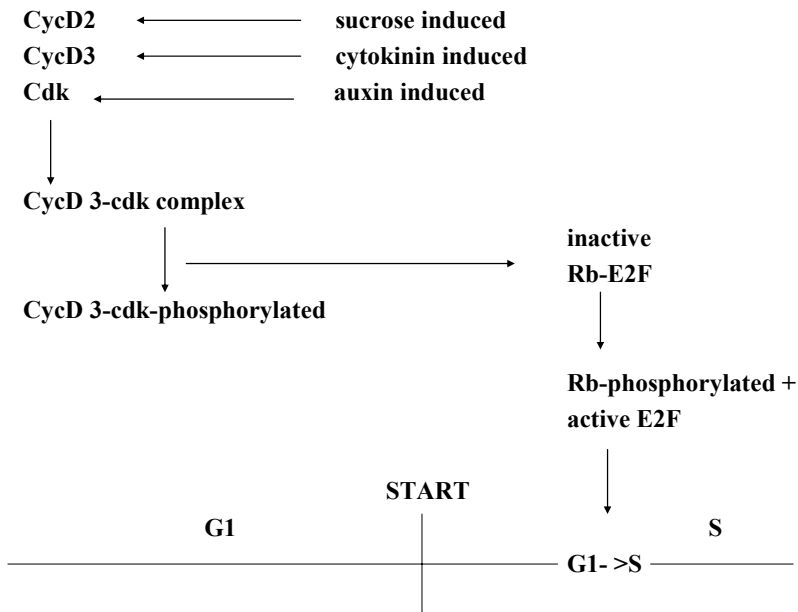 CycD2 sucrose induced
CycD3 cytokinin induced
Cdk auxin induced
CycD 3-cdk complex
inactive
Rb-E2F
CycD 3-cdk-phosphorylated
Rb-phosphorylated +
active E2F
START
G1 S
G1- >S